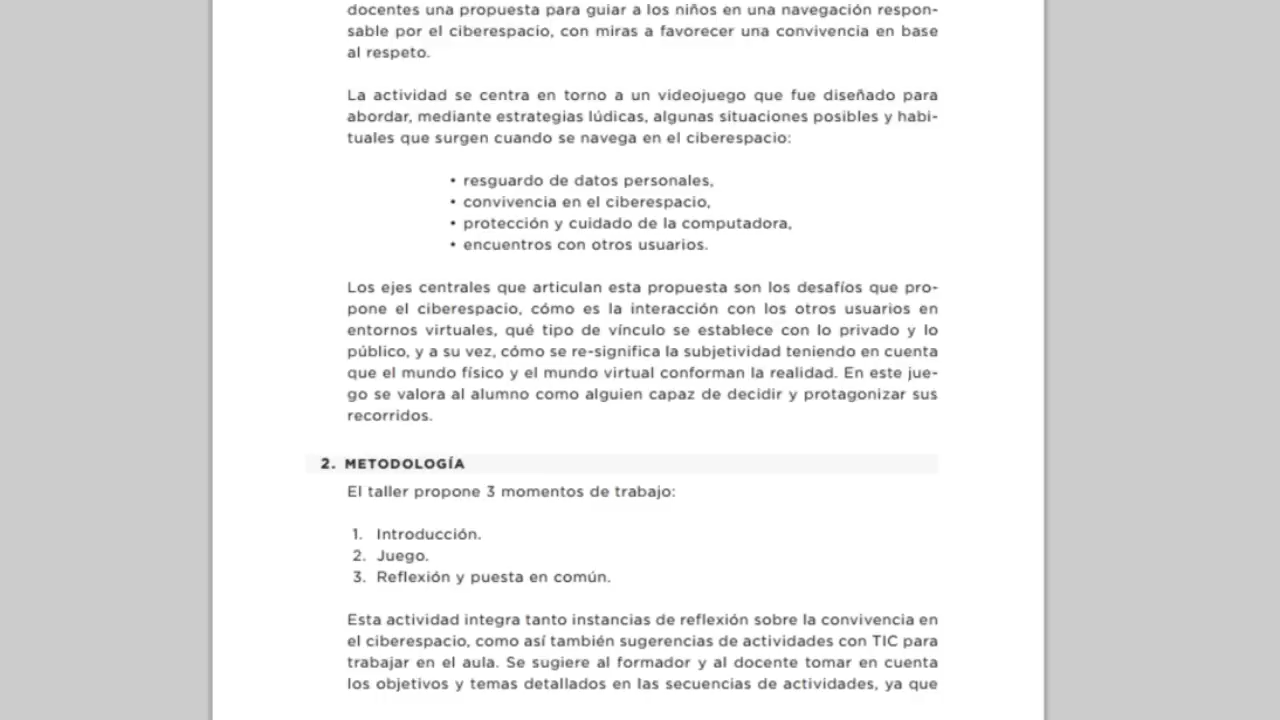 docentes una propuesta para guiar a los niños en una navegación respon-
sable por el ciberespacio, con miras a favorecer una convivencia en base
al respeto.
La actividad se centra en torno a un videojuego que fue diseñado para
abordar, mediante estrategias lúdicas, algunas situaciones posibles y habi-
tuales que surgen cuando se navega en el ciberespacio:
• resguardo de datos personales,
• convivencia en el ciberespacio,
• protección y cuidado de la computadora,
• encuentros con otros usuarios.
Los ejes centrales que articulan esta propuesta son los desafíos que pro-
pone el ciberespacio, cómo es la interacción con los otros usuarios en
entornos virtuales, qué tipo de vínculo se establece con lo privado y lo
público, y a su vez, cómo se re-significa la subjetividad teniendo en cuenta
que el mundo físico y el mundo virtual conforman la realidad. En este jue-
go se valora al alumno como alguien capaz de decidir y protagonizar sus
recorridos.
2. METODOLOGÍA
El taller propone 3 momentos de trabajo:
1. Introducción.
2. Juego.
3. Reflexión y puesta en común.
Esta actividad integra tanto instancias de reflexión sobre la convivencia en
el ciberespacio, como así también sugerencias de actividades con TIC para
trabajar en el aula. Se sugiere al formador y al docente tomar en cuenta
los objetivos y temas detallados en las secuencias de actividades, ya que